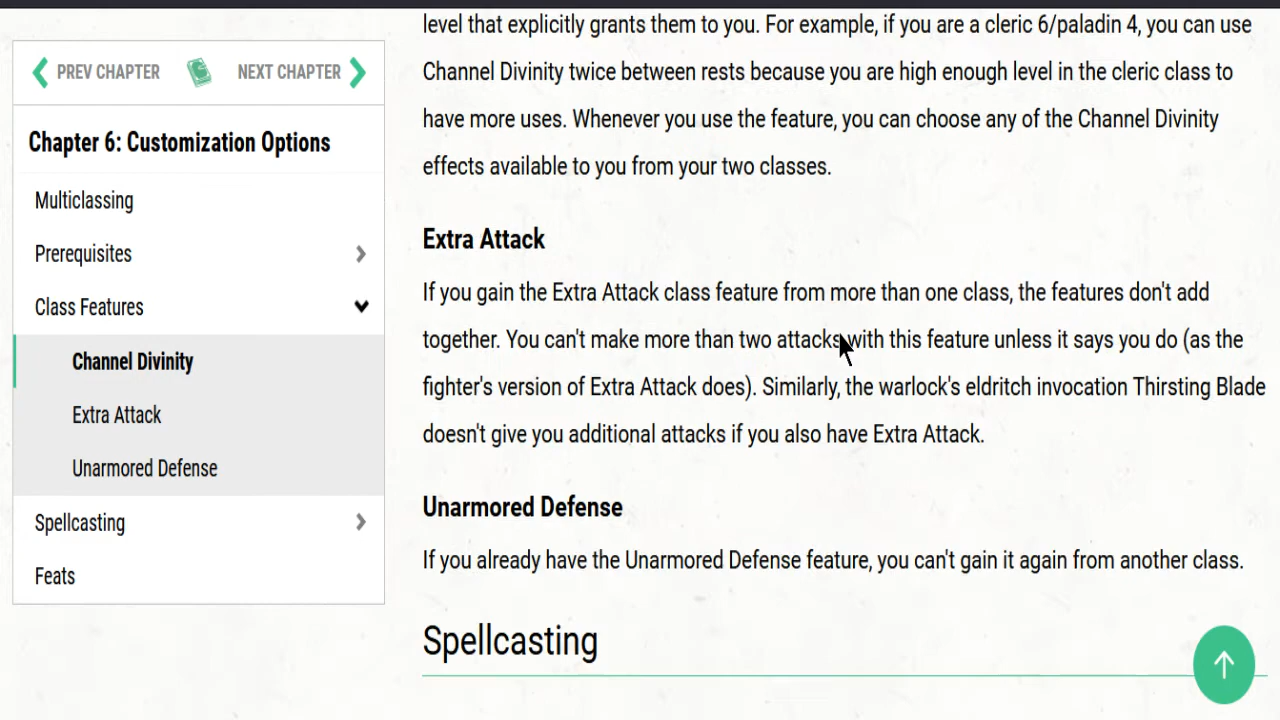 PREV CHAPTER
NEXT CHAPTER
Chapter 6: Customization Options
Multiclassing
Prerequisites
Class Features
Channel Divinity
Extra Attack
Unarmored Defense
Spellcasting
Feats
level that explicitly grants them to you. For example, if you are a cleric 6/paladin 4, you can use
Channel Divinity twice between rests because you are high enough level in the cleric class to
have more uses. Whenever you use the feature, you can choose any of the Channel Divinity
effects available to you from your two classes.
Extra Attack
If you gain the Extra Attack class feature from more than one class, the features don't add
together. You can't make more than two attacks with this feature unless it says you do (as the
fighter's version of Extra Attack does). Similarly, the warlock's eldritch invocation Thirsting Blade
doesn't give you additional attacks if you also have Extra Attack.
Unarmored Defense
If you already have the Unarmored Defense feature, you can't gain it again from another class.
Spellcasting